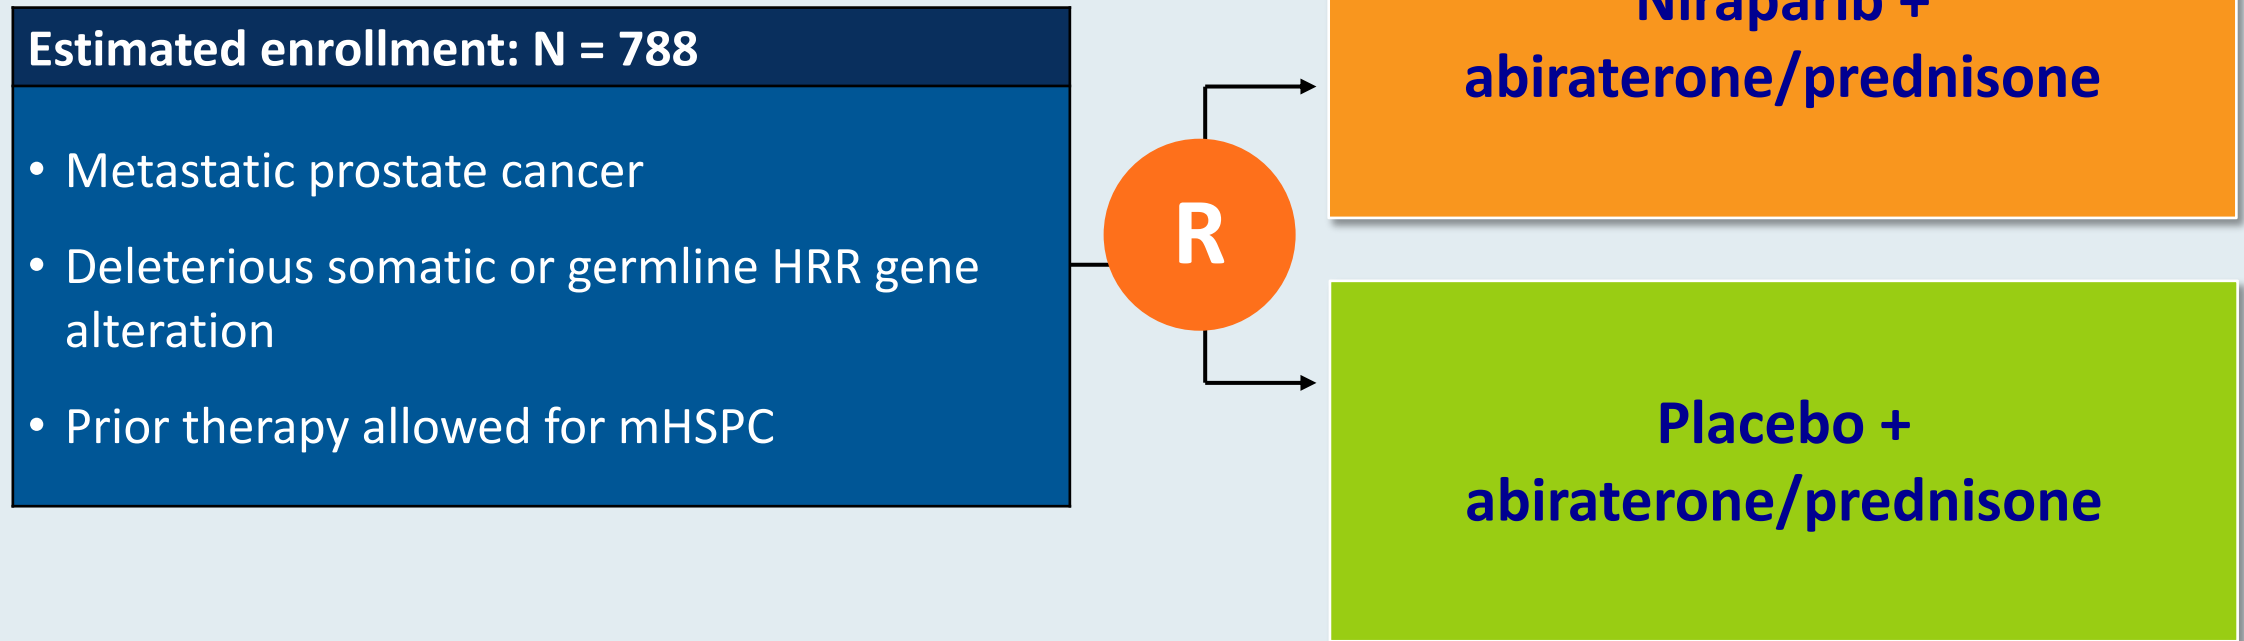 Estimated enrollment: N = 788
• Metastatic prostate cancer
• Deleterious somatic or germline HRR gene
alteration
• Prior therapy allowed for mHSPC
R
Niraparib +
abiraterone/prednisone
Placebo +
abiraterone/prednisone